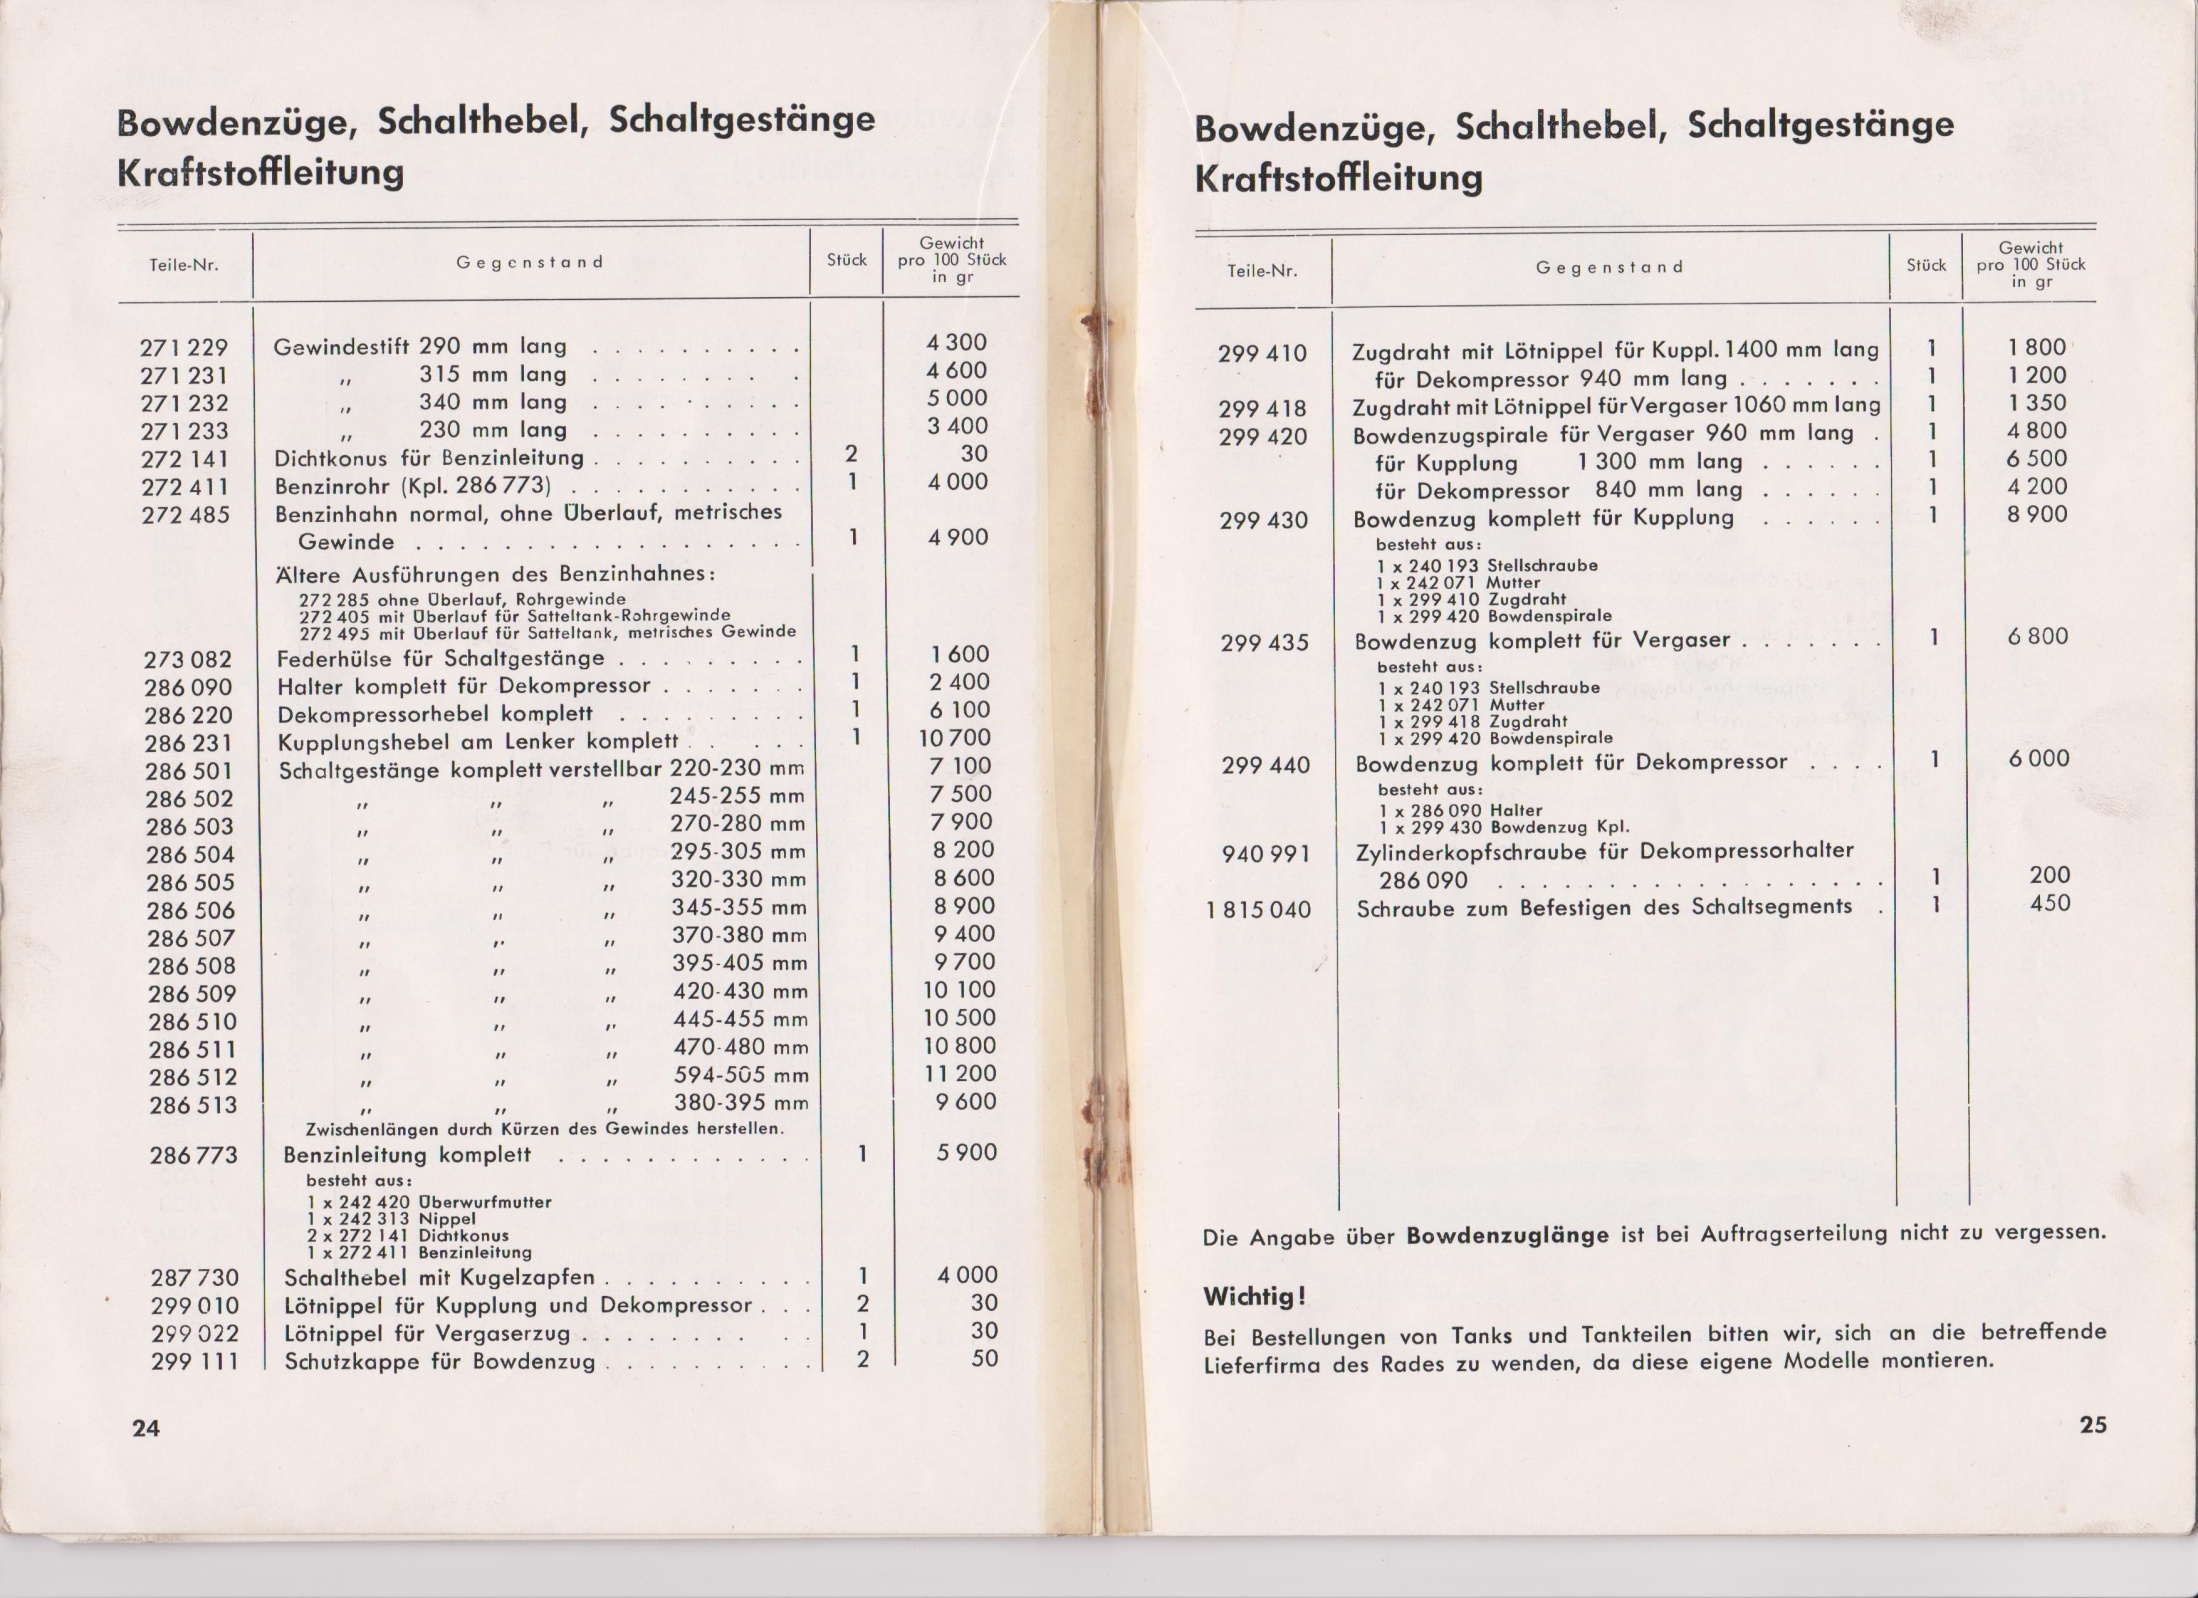 Bowdenzüge, Schalthebel, Schaltgestänge
Kraftstoffleitung
Teile-Nr. Gegenstand Stück Gewicht pro 100 Stück in gr
271 229 Gewindestift 290 mm lang . . . . . . . . . . 4 300
271 231 „ 315 mm lang . . . . . . . . . 4 600
271 232 „ 340 mm lang . . . . . . . . . 5 000
271 233 „ 230 mm lang . . . . . . . . . . 3 400
272 141 Dichtkonus für Benzinleitung . . . . . . . . . . 2 30
272 411 Benzinrohr (Kpl. 286 773) . . . . . . . . . . . 1 4 000
272 485 Benzinhahn normal, ohne Überlauf, metrisches
Gewinde . . . . . . . . . . . . . . . . . . 1 4 900
Ältere Ausführungen des Benzinhahnes:
272 285 ohne Überlauf, Rohrgewinde
272 405 mit Überlauf für Satteltank-Rohrgewinde
272 495 mit Überlauf für Satteltank, metrisches Gewinde
273 082 Federhülse für Schaltgestänge . . . . . . . . . 1 1 600
286 090 Halter komplett für Dekompressor . . . . . . . 1 2 400
286 220 Dekompressorhebel komplett . . . . . . . . . 1 6 100
286 231 Kupplungshebel am Lenker komplett . . . . . 1 10 700
286 501 Schaltgestänge komplett verstellbar 220-230 mm 7 100
286 502 „ „ „ 245-255 mm 7 500
286 503 „ „ „ 270-280 mm 7 900
286 504 „ „ „ 295-305 mm 8 200
286 505 „ „ „ 320-330 mm 8 600
286 506 „ „ „ 345-355 mm 8 900
286 507 „ „ „ 370-380 mm 9 400
286 508 „ „ „ 395-405 mm 9 700
286 509 „ „ „ 420-430 mm 10 100
286 510 „ „ „ 445-455 mm 10 500
286 511 „ „ „ 470-480 mm 10 800
286 512 „ „ „ 594-505 mm 11 200
286 513 „ „ „ 380-395 mm 9 600
Zwischenlängen durch Kürzen des Gewindes herstellen.
286 773 Benzinleitung komplett . . . . . . . . . . . . 1 5 900
besteht aus:
1 x 242 420 Überwurfmutter
1 x 242 313 Nippel
2 x 272 141 Dichtkonus
1 x 272 411 Benzinleitung
287 730 Schalthebel mit Kugelzapfen . . . . . . . . . . 1 4 000
299 010 Lötnippel für Kupplung und Dekompressor . . . 2 30
299 022 Lötnippel für Vergaserzug . . . . . . . . . . 1 30
299 111 Schutzkappe für Bowdenzug . . . . . . . . . . 2 50
24
Bowdenzüge, Schalthebel, Schaltgestänge
Kraftstoffleitung
Teile-Nr. Gegenstand Stück Gewicht pro 100 Stück in gr
299 410 Zugdraht mit Lötnippel für Kuppl. 1400 mm lang 1 1 800
für Dekompressor 940 mm lang . . . . . . . 1 1 200
299 418 Zugdraht mit Lötnippel für Vergaser 1060 mm lang 1 1 350
299 420 Bowdenzugspirale für Vergaser 960 mm lang . 1 4 800
für Kupplung 1 300 mm lang . . . . . . 1 6 500
für Dekompressor 840 mm lang . . . . . . 1 4 200
299 430 Bowdenzug komplett für Kupplung . . . . . . 1 8 900
besteht aus:
1 x 240 193 Stellschraube
1 x 242 071 Mutter
1 x 299 410 Zugdraht
1 x 299 420 Bowdenspirale
299 435 Bowdenzug komplett für Vergaser . . . . . . . 1 6 800
besteht aus:
1 x 240 193 Stellschraube
1 x 242 071 Mutter
1 x 299 418 Zugdraht
1 x 299 420 Bowdenspirale
299 440 Bowdenzug komplett für Dekompressor . . . . 1 6 000
besteht aus:
1 x 286 090 Halter
1 x 299 430 Bowdenzug Kpl.
940 991 Zylinderkopfschraube für Dekompressorhalter
286 090 . . . . . . . . . . . . . . . . . . 1 200
1 815 040 Schraube zum Befestigen des Schaltsegments . 1 450
Die Angabe über Bowdenzuglänge ist bei Auftragserteilung nicht zu vergessen.
Wichtig!
Bei Bestellungen von Tanks und Tankteilen bitten wir, sich an die betreffende
Lieferfirma des Rades zu wenden, da diese eigene Modelle montieren.
25